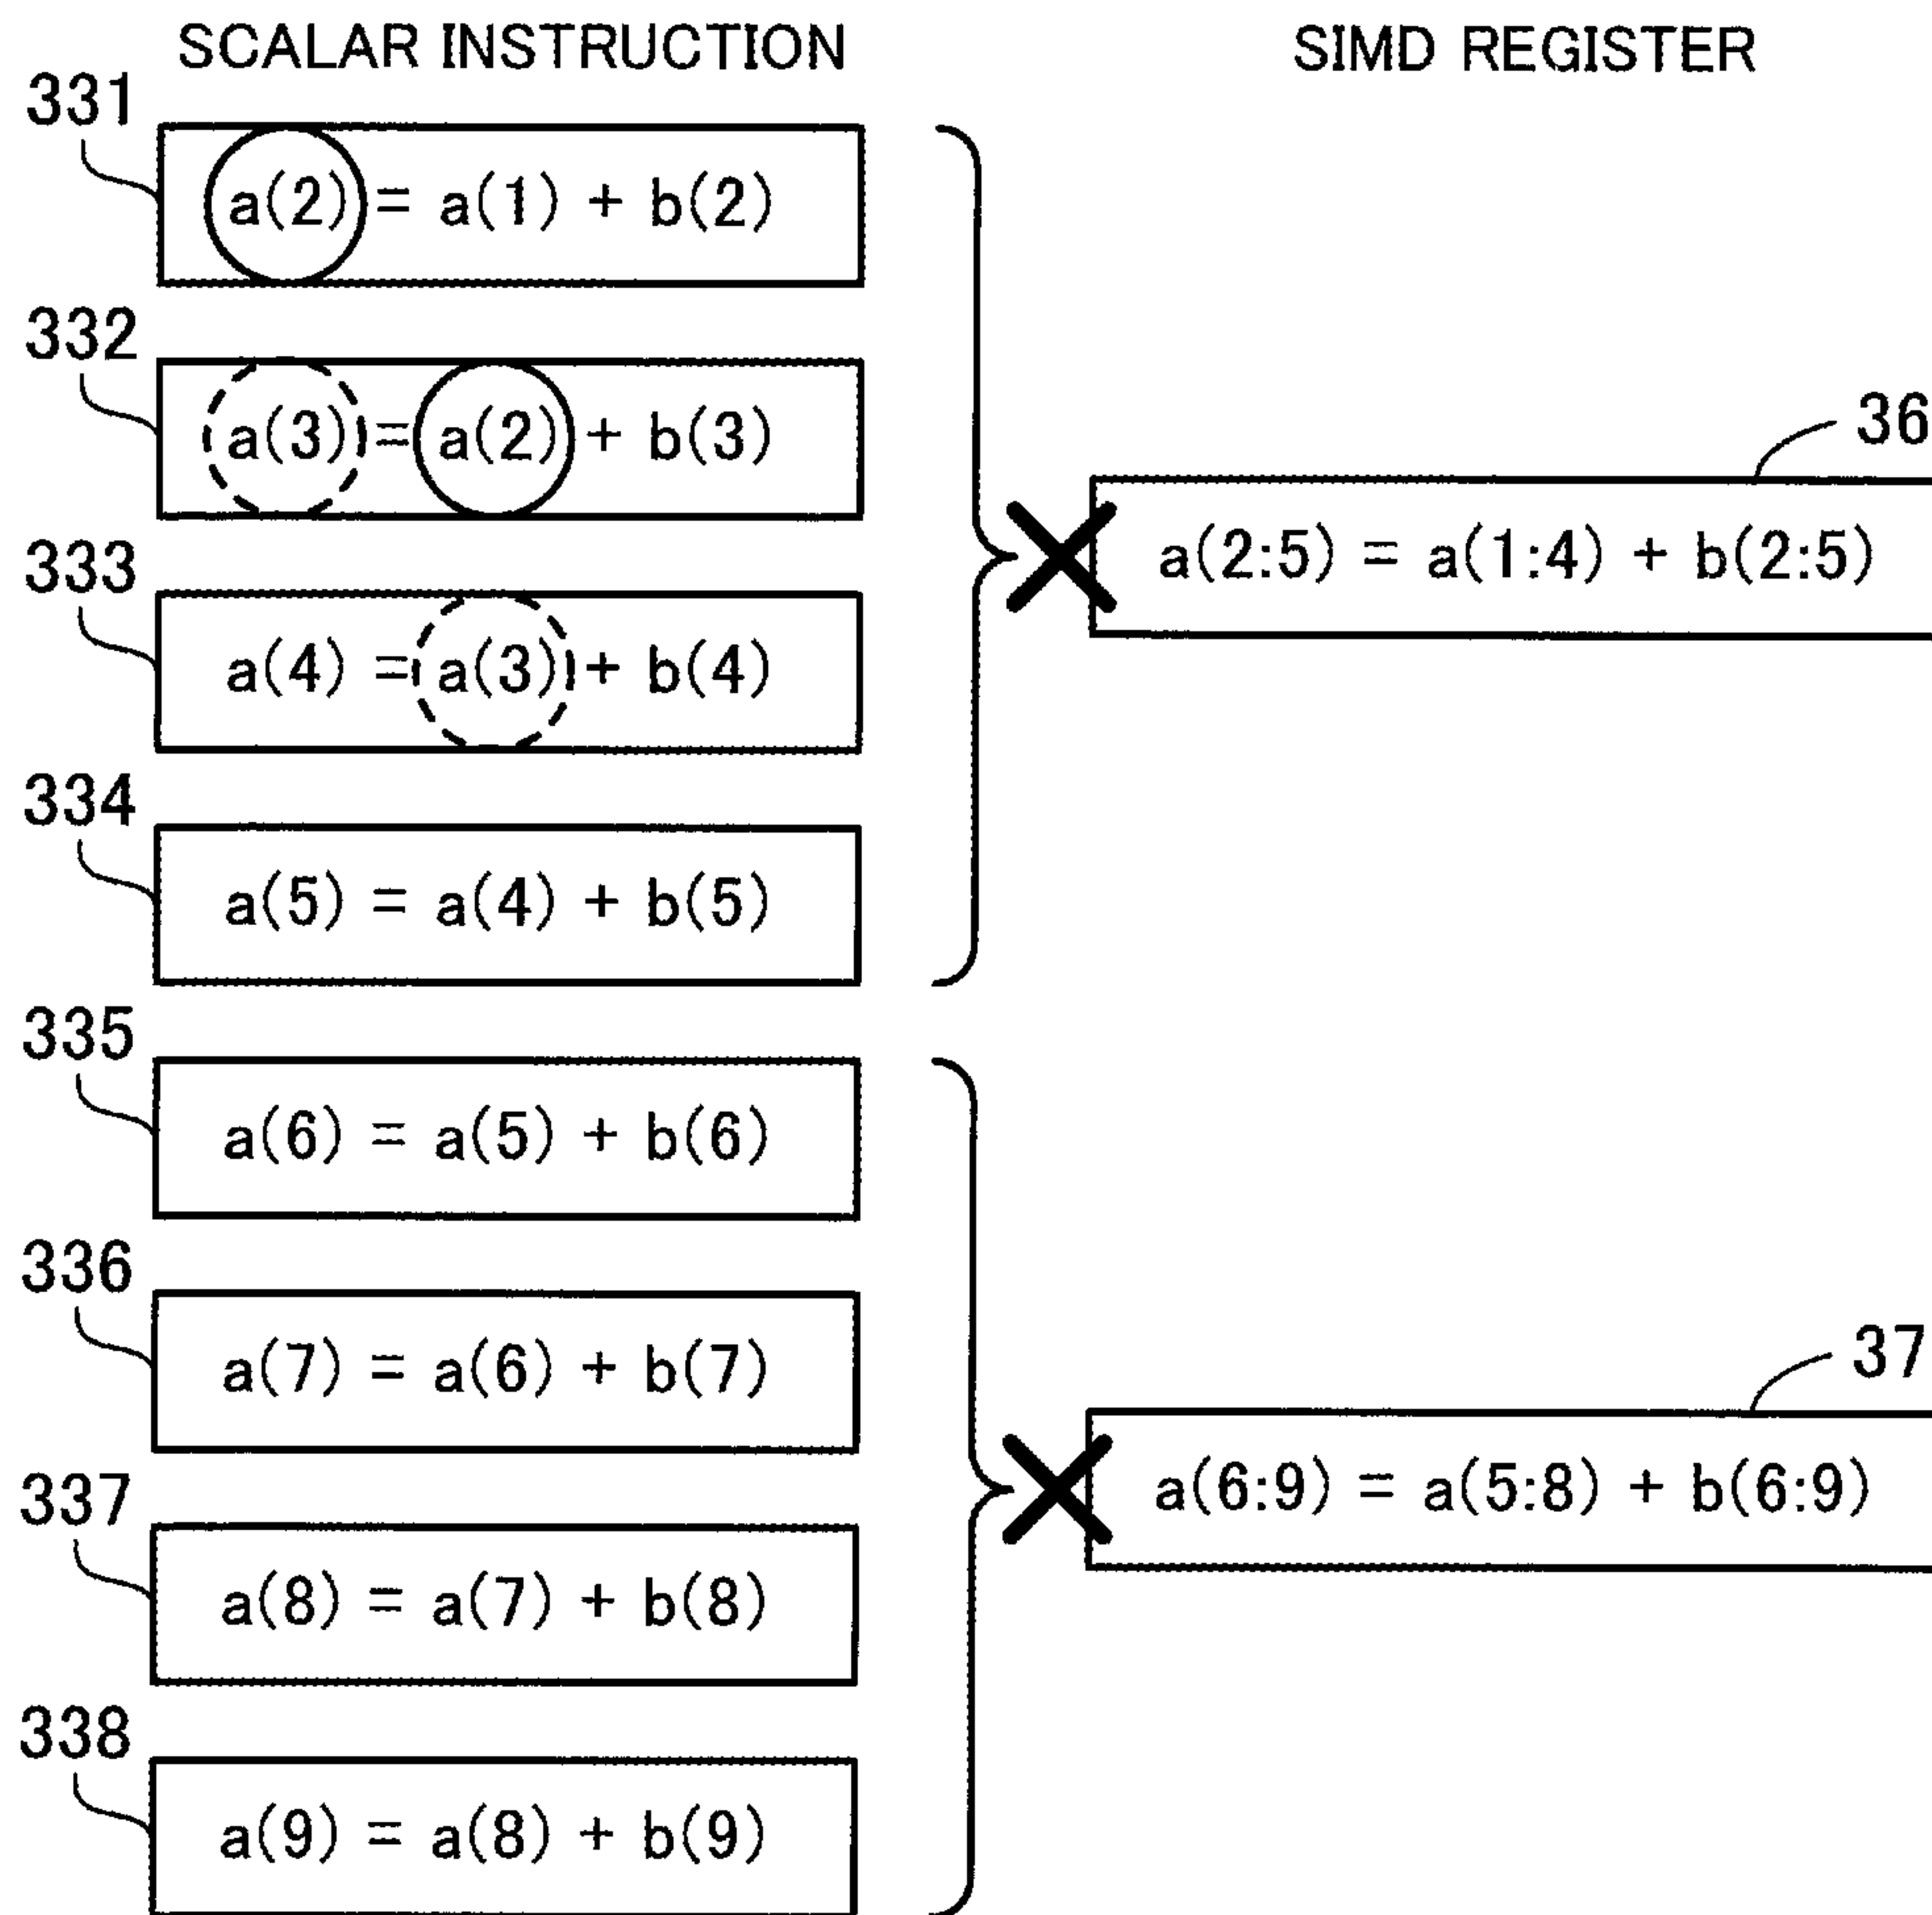 SCALAR INSTRUCTION
SIMD REGISTER
331
a(2) = a(1) + b(2)
332
a(3) = a(2) + b(3)
36
a(2:5) = a(1:4) + b(2:5)
333
a(4) = a(3) + b(4)
334
a(5) = a(4) + b(5)
335
a(6) = a(5) + b(6)
336
a(7) = a(6) + b(7)
37
a(6:9) = a(5:8) + b(6:9)
337
a(8) = a(7) + b(8)
338
a(9) = a(8) + b(9)